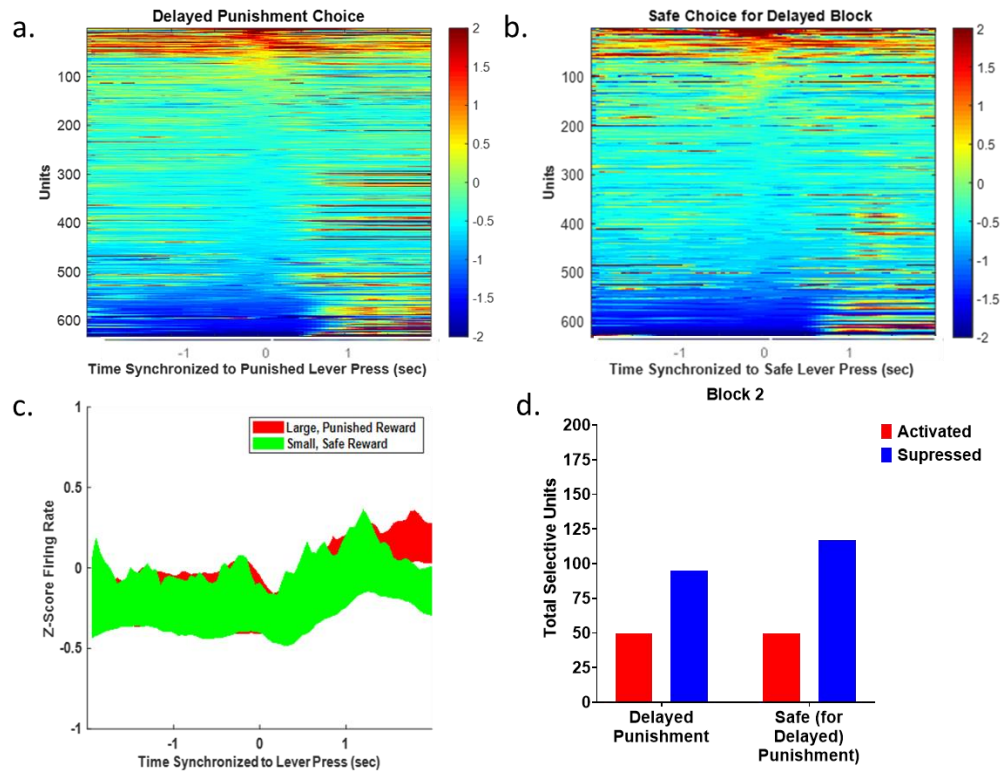 a.
Delayed Punishment Choice
Units
100
200
300
400
500
600
-1
0
1
Time Synchronized to Punished Lever Press (sec)
2
1.5
1
0.5
0
-0.5
-1
-1.5
-2
b.
Safe Choice for Delayed Block
Units
100
200
300
400
500
600
-1
0
1
Time Synchronized to Safe Lever Press (sec)
2
1.5
1
0.5
0
-0.5
-1
-1.5
-2
c.
Large, Punished Reward
Small, Safe Reward
Z-Score Firing Rate
1
0.5
0
-0.5
-1
-1
0
1
Time Synchronized to Lever Press (sec)
d.
Block 2
Activated
Supressed
Total Selective Units
200
175
150
125
100
75
50
25
0
Delayed
Punishment
Safe (for
Delayed)
Punishment)